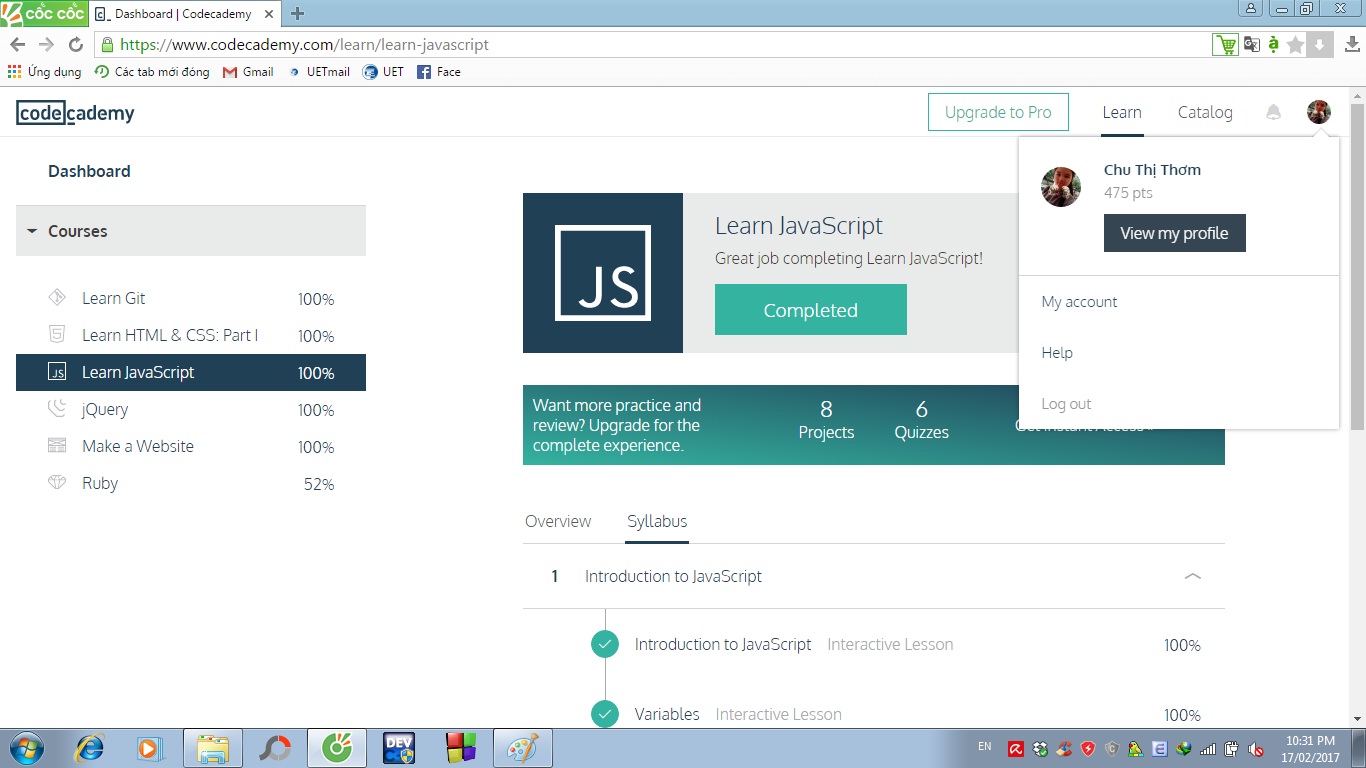 cốc cốc
Dashboard | Codecademy
https://www.codecademy.com/learn/learn-javascript
Ứng dụng Các tab mới đóng Gmail UETmail UET Face
codecademy
Upgrade to Pro Learn Catalog
Dashboard
Courses
Learn Git 100%
Learn HTML & CSS: Part I 100%
JS Learn JavaScript 100%
jQuery 100%
Make a Website 100%
Ruby 52%
JS
Learn JavaScript
Great job completing Learn JavaScript!
Completed
Chu Thị Thơm
475 pts
View my profile
My account
Help
Log out
Want more practice and
review? Upgrade for the
complete experience.
8
Projects
6
Quizzes
Overview Syllabus
1 Introduction to JavaScript
Introduction to JavaScript Interactive Lesson 100%
Variables Interactive Lesson 100%
DEV
EN
10:31 PM
17/02/2017